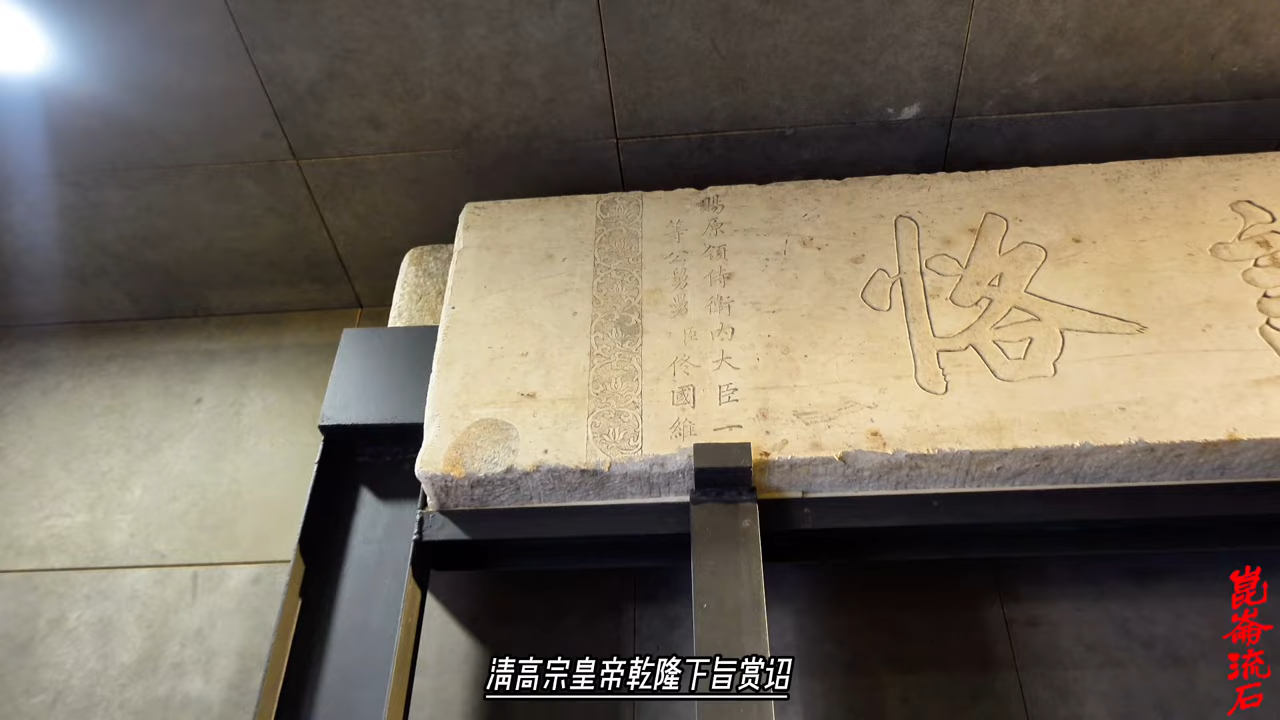 恪
賜原領侍衛內大臣一
等公舅舅臣佟國維
清高宗皇帝乾隆下旨赏诏
崑崙流石